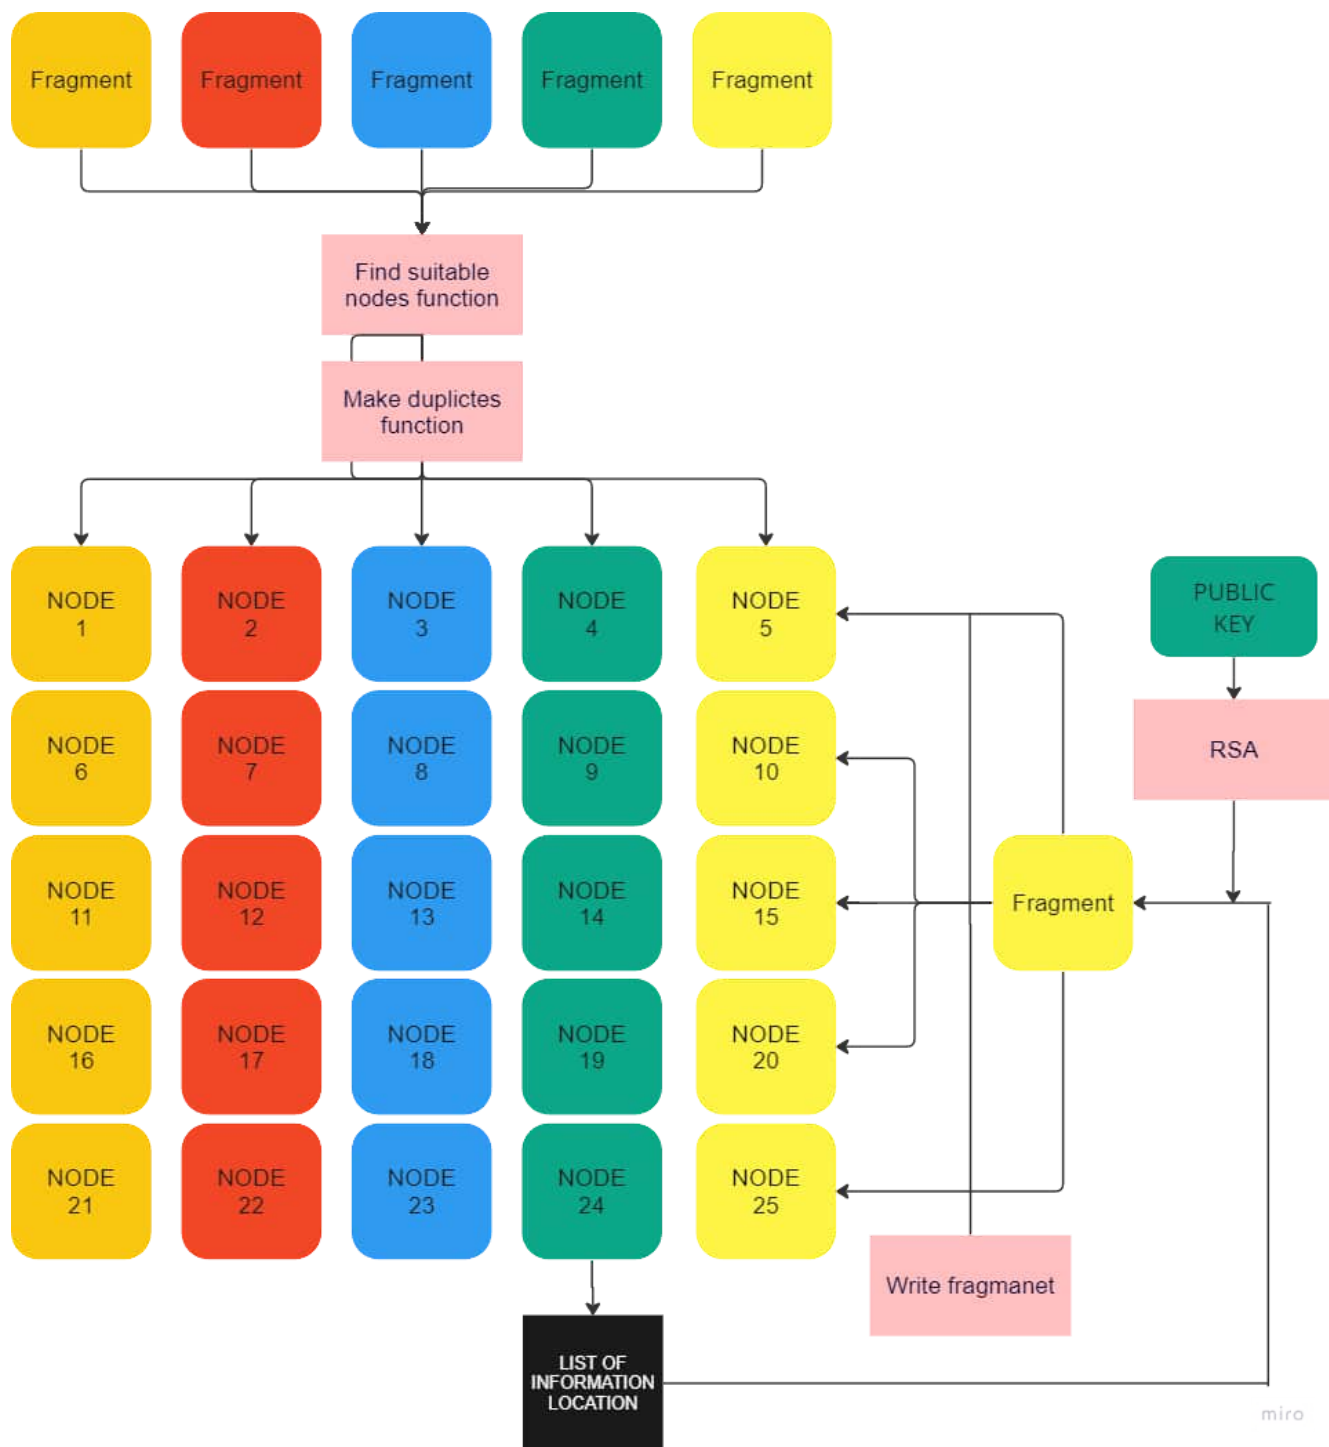 Fragment
Fragment
Fragment
Fragment
Fragment
Find suitable
nodes function
Make duplictes
function
NODE
1
NODE
2
NODE
3
NODE
4
NODE
5
PUBLIC
KEY
NODE
6
NODE
7
NODE
8
NODE
9
NODE
10
RSA
NODE
11
NODE
12
NODE
13
NODE
14
NODE
15
Fragment
NODE
16
NODE
17
NODE
18
NODE
19
NODE
20
NODE
21
NODE
22
NODE
23
NODE
24
NODE
25
Write fragmanet
LIST OF
INFORMATION
LOCATION
miro